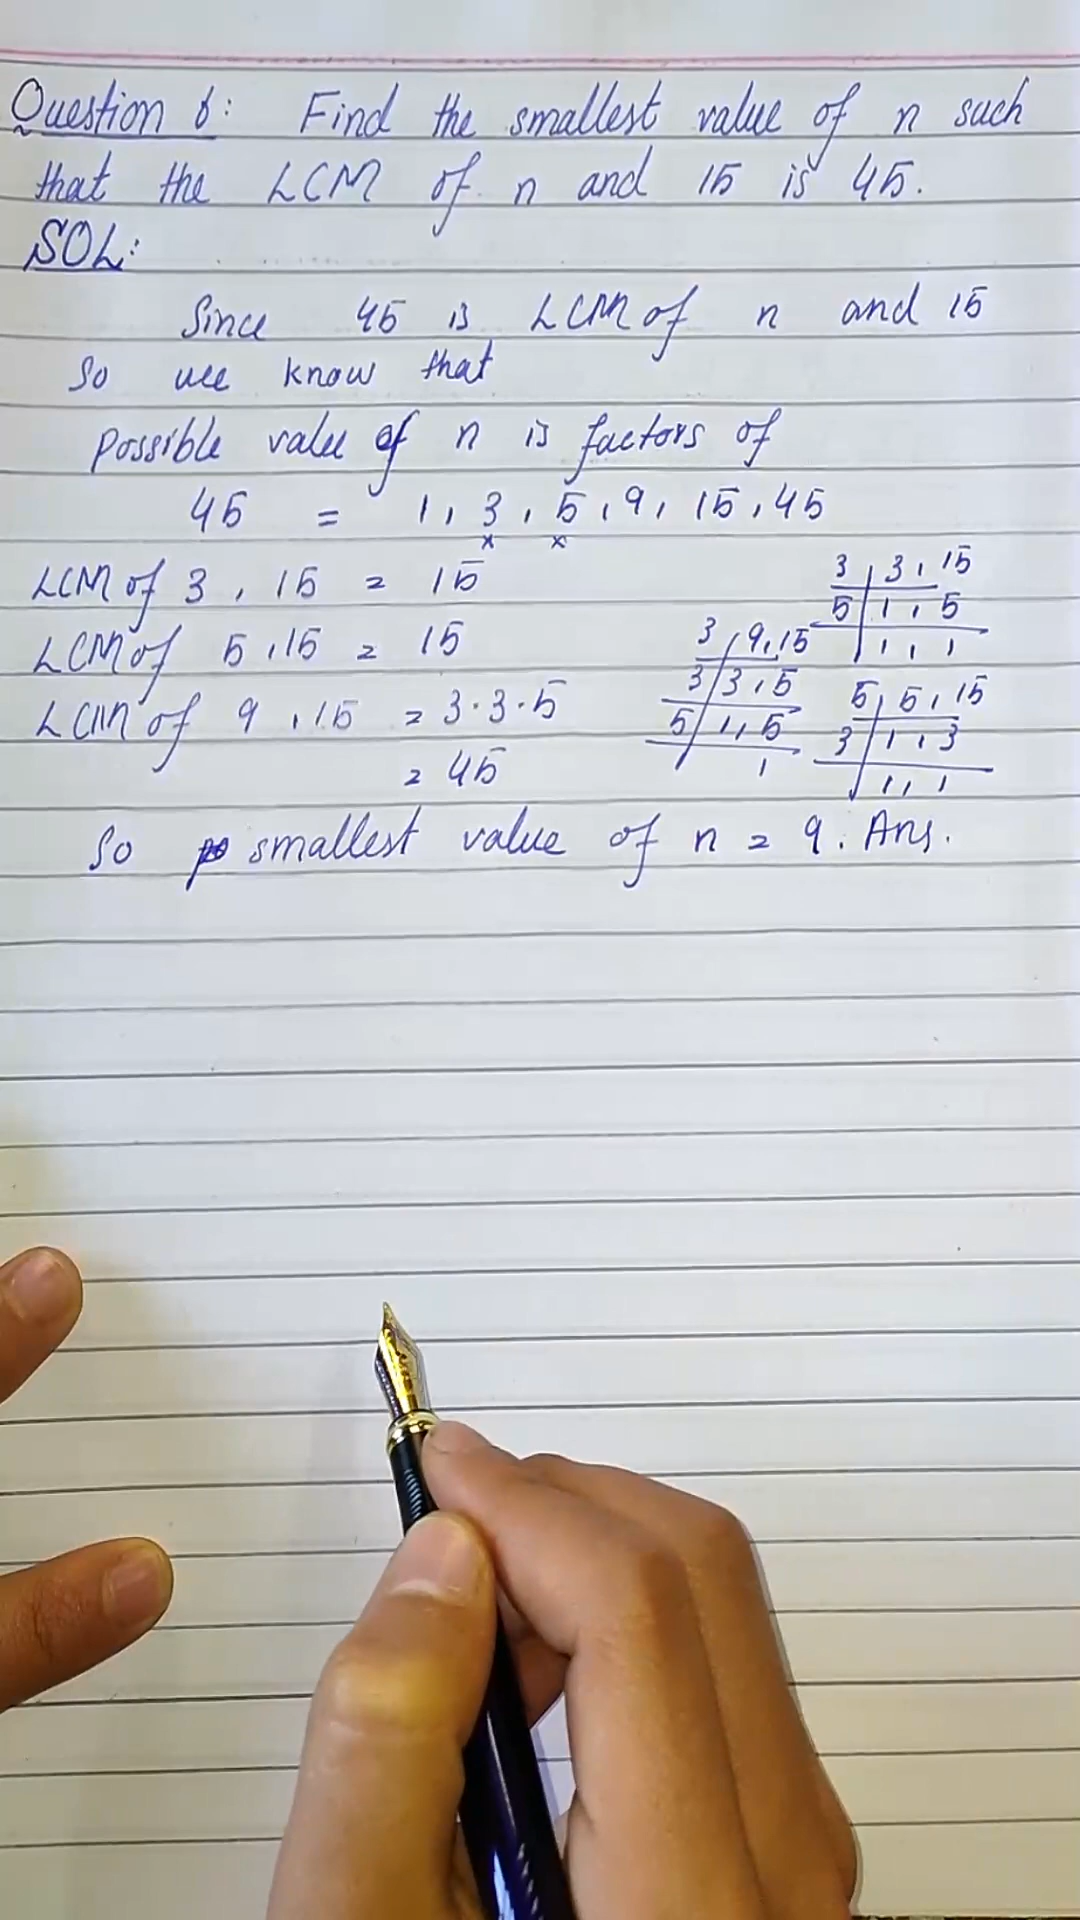 Question 6: Find the smallest value of n such
that the LCM of n and 15 is 45.
SOL:
Since 45 is LCM of n and 15
So we know that
possible value of n is factors of
45 = 1, 3, 5, 9, 15, 45
x x
LCM of 3, 15 = 15
LCM of 5, 15 = 15
LCM of 9, 15 = 3·3·5
= 45
3 | 3, 15
5 | 1, 5
1, 1
3 | 9, 15
3 | 3, 5
5 | 1, 5
1
5 | 5, 15
3 | 1, 3
1, 1
So smallest value of n = 9. Ans.